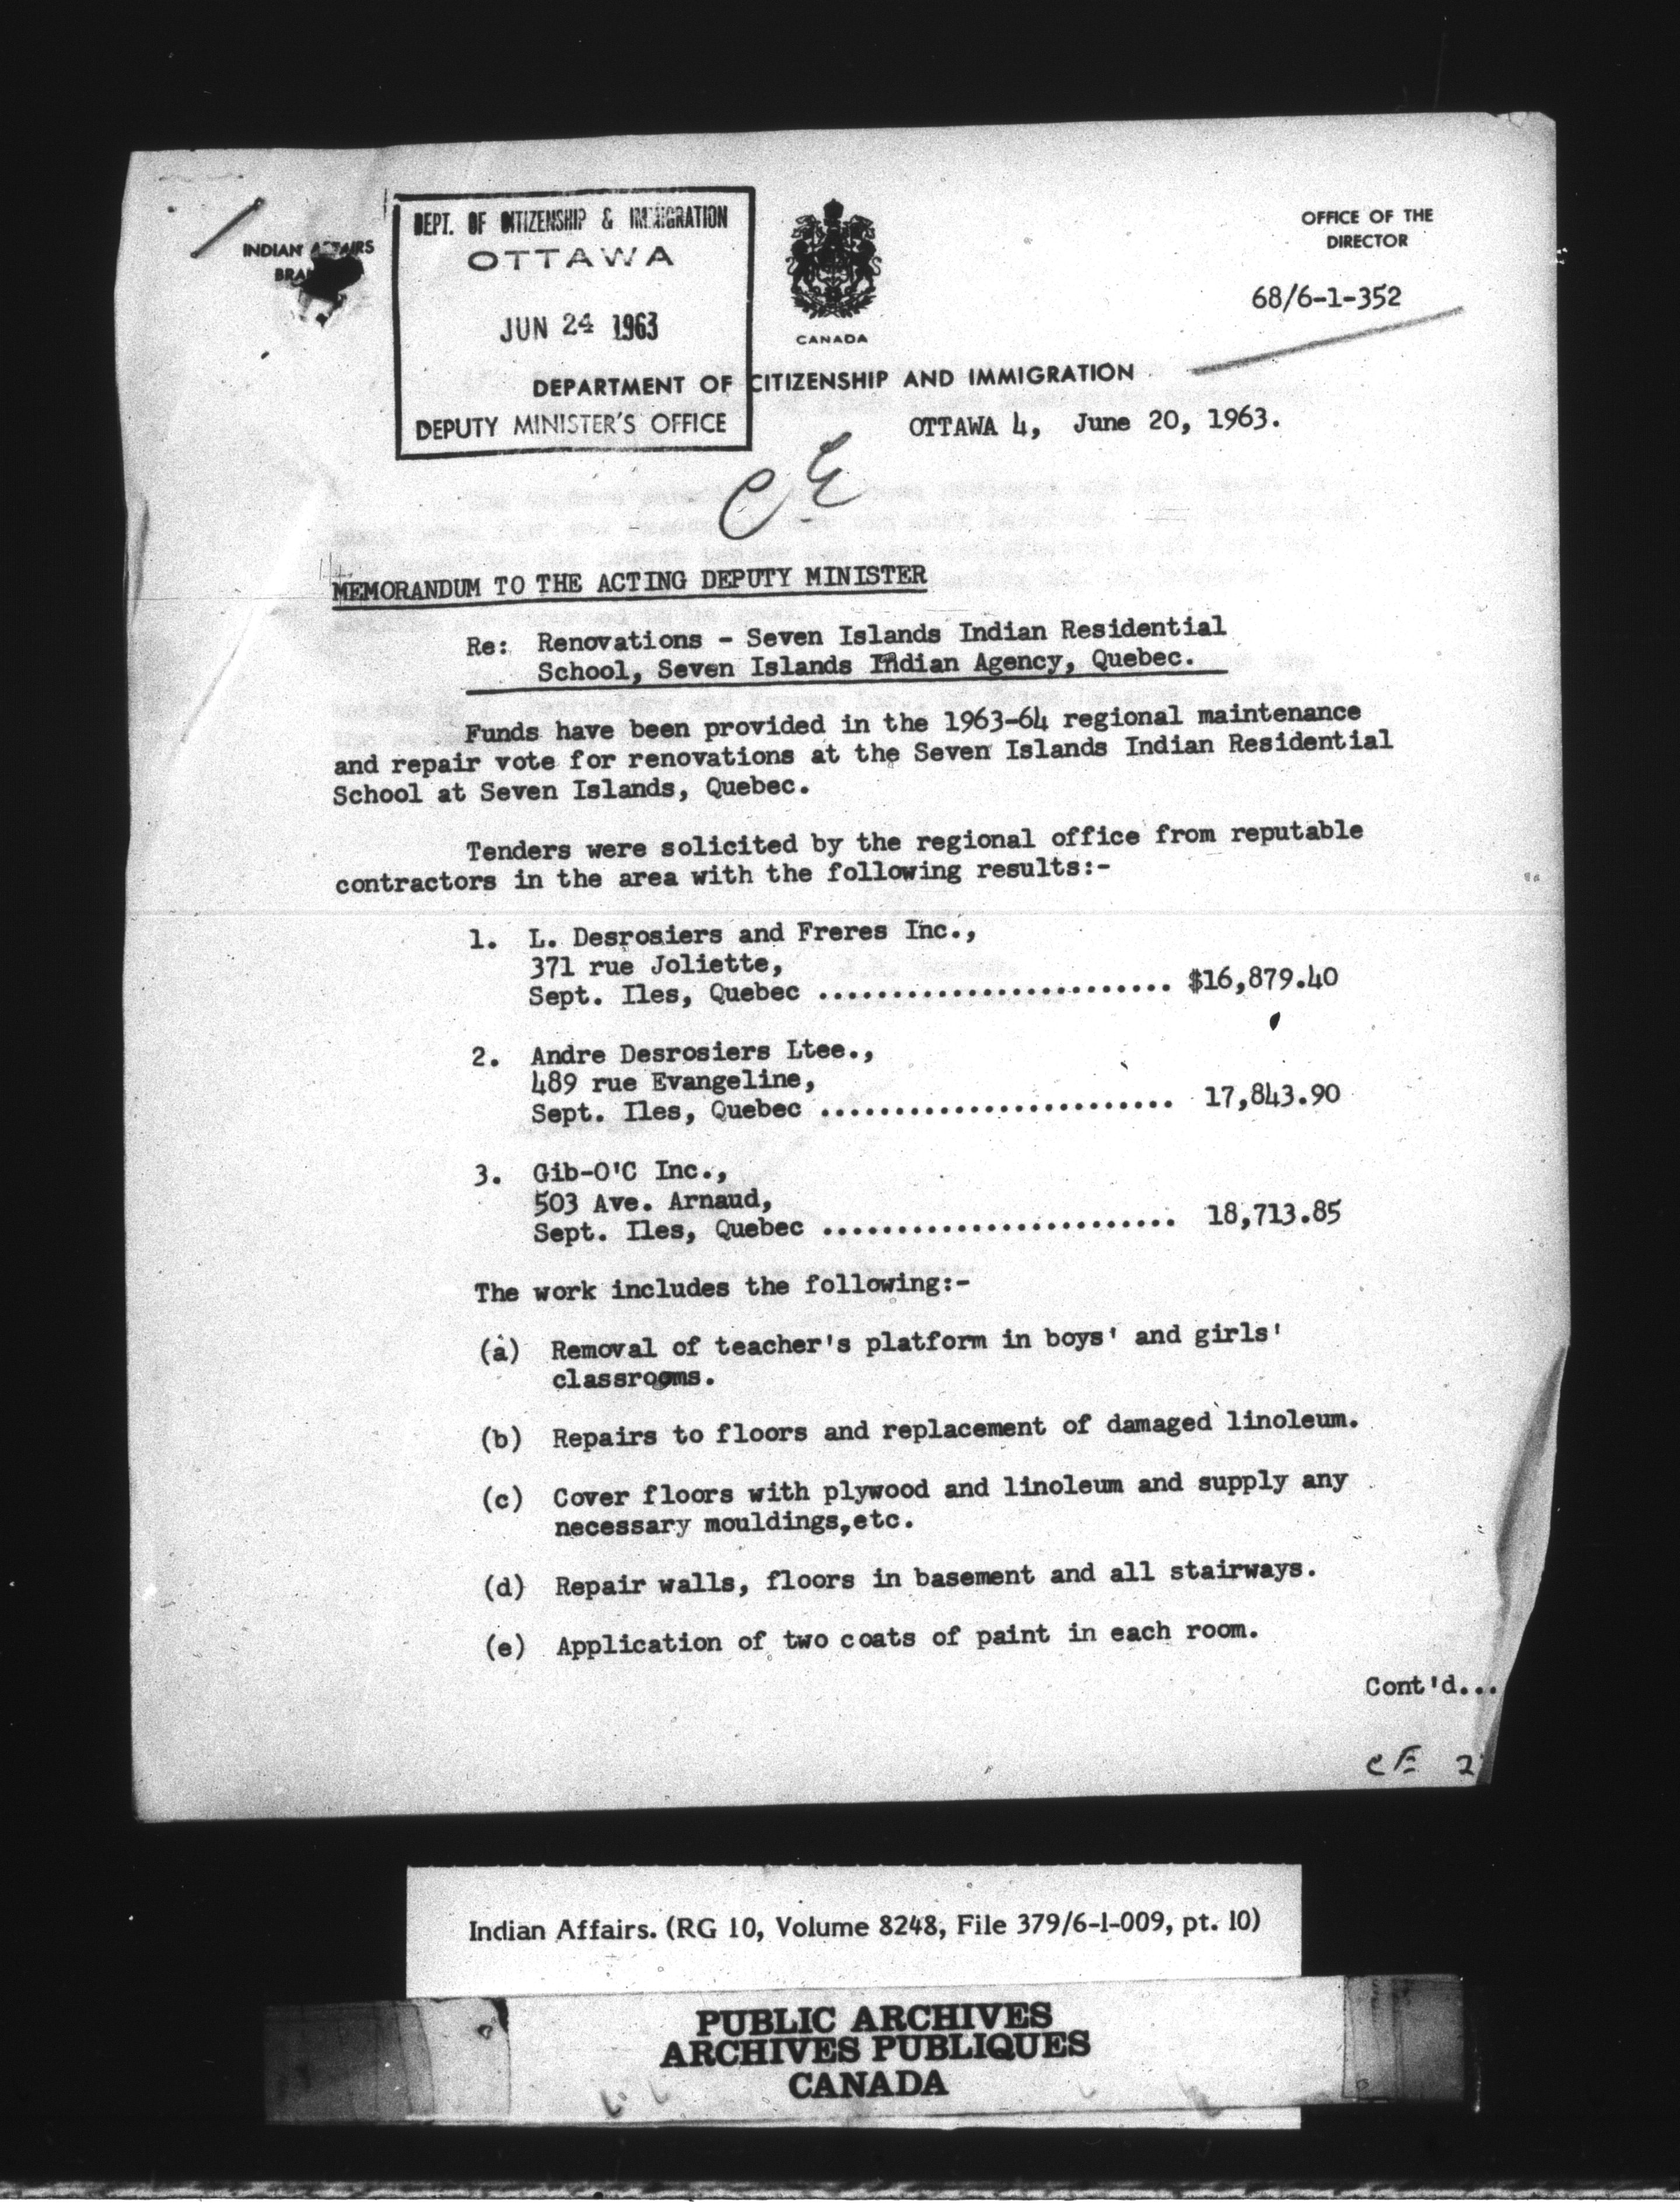 INDIAN AFFAIRS
DEPT. OF CITIZENSHIP & IMMIGRATION
OTTAWA
JUN 24 1963
DEPUTY MINISTER'S OFFICE
CANADA
OFFICE OF THE
DIRECTOR
68/6-1-352
DEPARTMENT OF CITIZENSHIP AND IMMIGRATION
OTTAWA 4, June 20, 1963.
CE
MEMORANDUM TO THE ACTING DEPUTY MINISTER
Re: Renovations - Seven Islands Indian Residential
School, Seven Islands Indian Agency, Quebec.
Funds have been provided in the 1963-64 regional maintenance
and repair vote for renovations at the Seven Islands Indian Residential
School at Seven Islands, Quebec.
Tenders were solicited by the regional office from reputable
contractors in the area with the following results:-
1. L. Desrosiers and Freres Inc.,
371 rue Joliette,
Sept. Iles, Quebec ........................ $16,879.40
2. Andre Desrosiers Ltee.,
489 rue Evangeline,
Sept. Iles, Quebec ........................ 17,843.90
3. Gib-O'C Inc.,
503 Ave. Arnaud,
Sept. Iles, Quebec ........................ 18,713.85
The work includes the following:-
(a) Removal of teacher's platform in boys' and girls'
classrooms.
(b) Repairs to floors and replacement of damaged linoleum.
(c) Cover floors with plywood and linoleum and supply any
necessary mouldings,etc.
(d) Repair walls, floors in basement and all stairways.
(e) Application of two coats of paint in each room.
Cont'd...
CE 2
Indian Affairs. (RG 10, Volume 8248, File 379/6-1-009, pt. 10)
PUBLIC ARCHIVES
ARCHIVES PUBLIQUES
CANADA